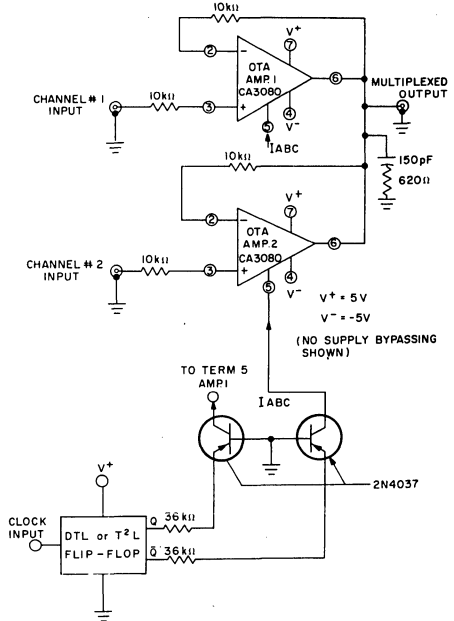 10kΩ
V+
7
2
−
OTA
AMP. 1
CA3080
6
MULTIPLEXED
OUTPUT
CHANNEL # 1
INPUT
10kΩ
3
+
4
V−
5
IABC
10kΩ
150pF
620Ω
V+
7
2
−
OTA
AMP. 2
CA3080
6
CHANNEL # 2
INPUT
10kΩ
3
+
4
V−
5
V+ = 5V
V− = -5V
(NO SUPPLY BYPASSING
SHOWN)
TO TERM 5
AMP.1
IABC
2N4037
V+
CLOCK
INPUT
DTL or T2L
FLIP-FLOP
Q 36kΩ
Q̄ 36kΩ